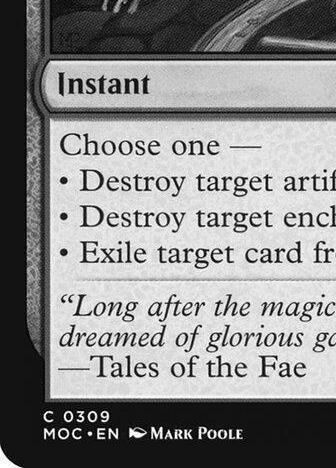 Instant
Choose one —
• Destroy target artif
• Destroy target ench
• Exile target card fr
“Long after the magic
dreamed of glorious ga
—Tales of the Fae
C 0309
MOC • EN Mark Poole